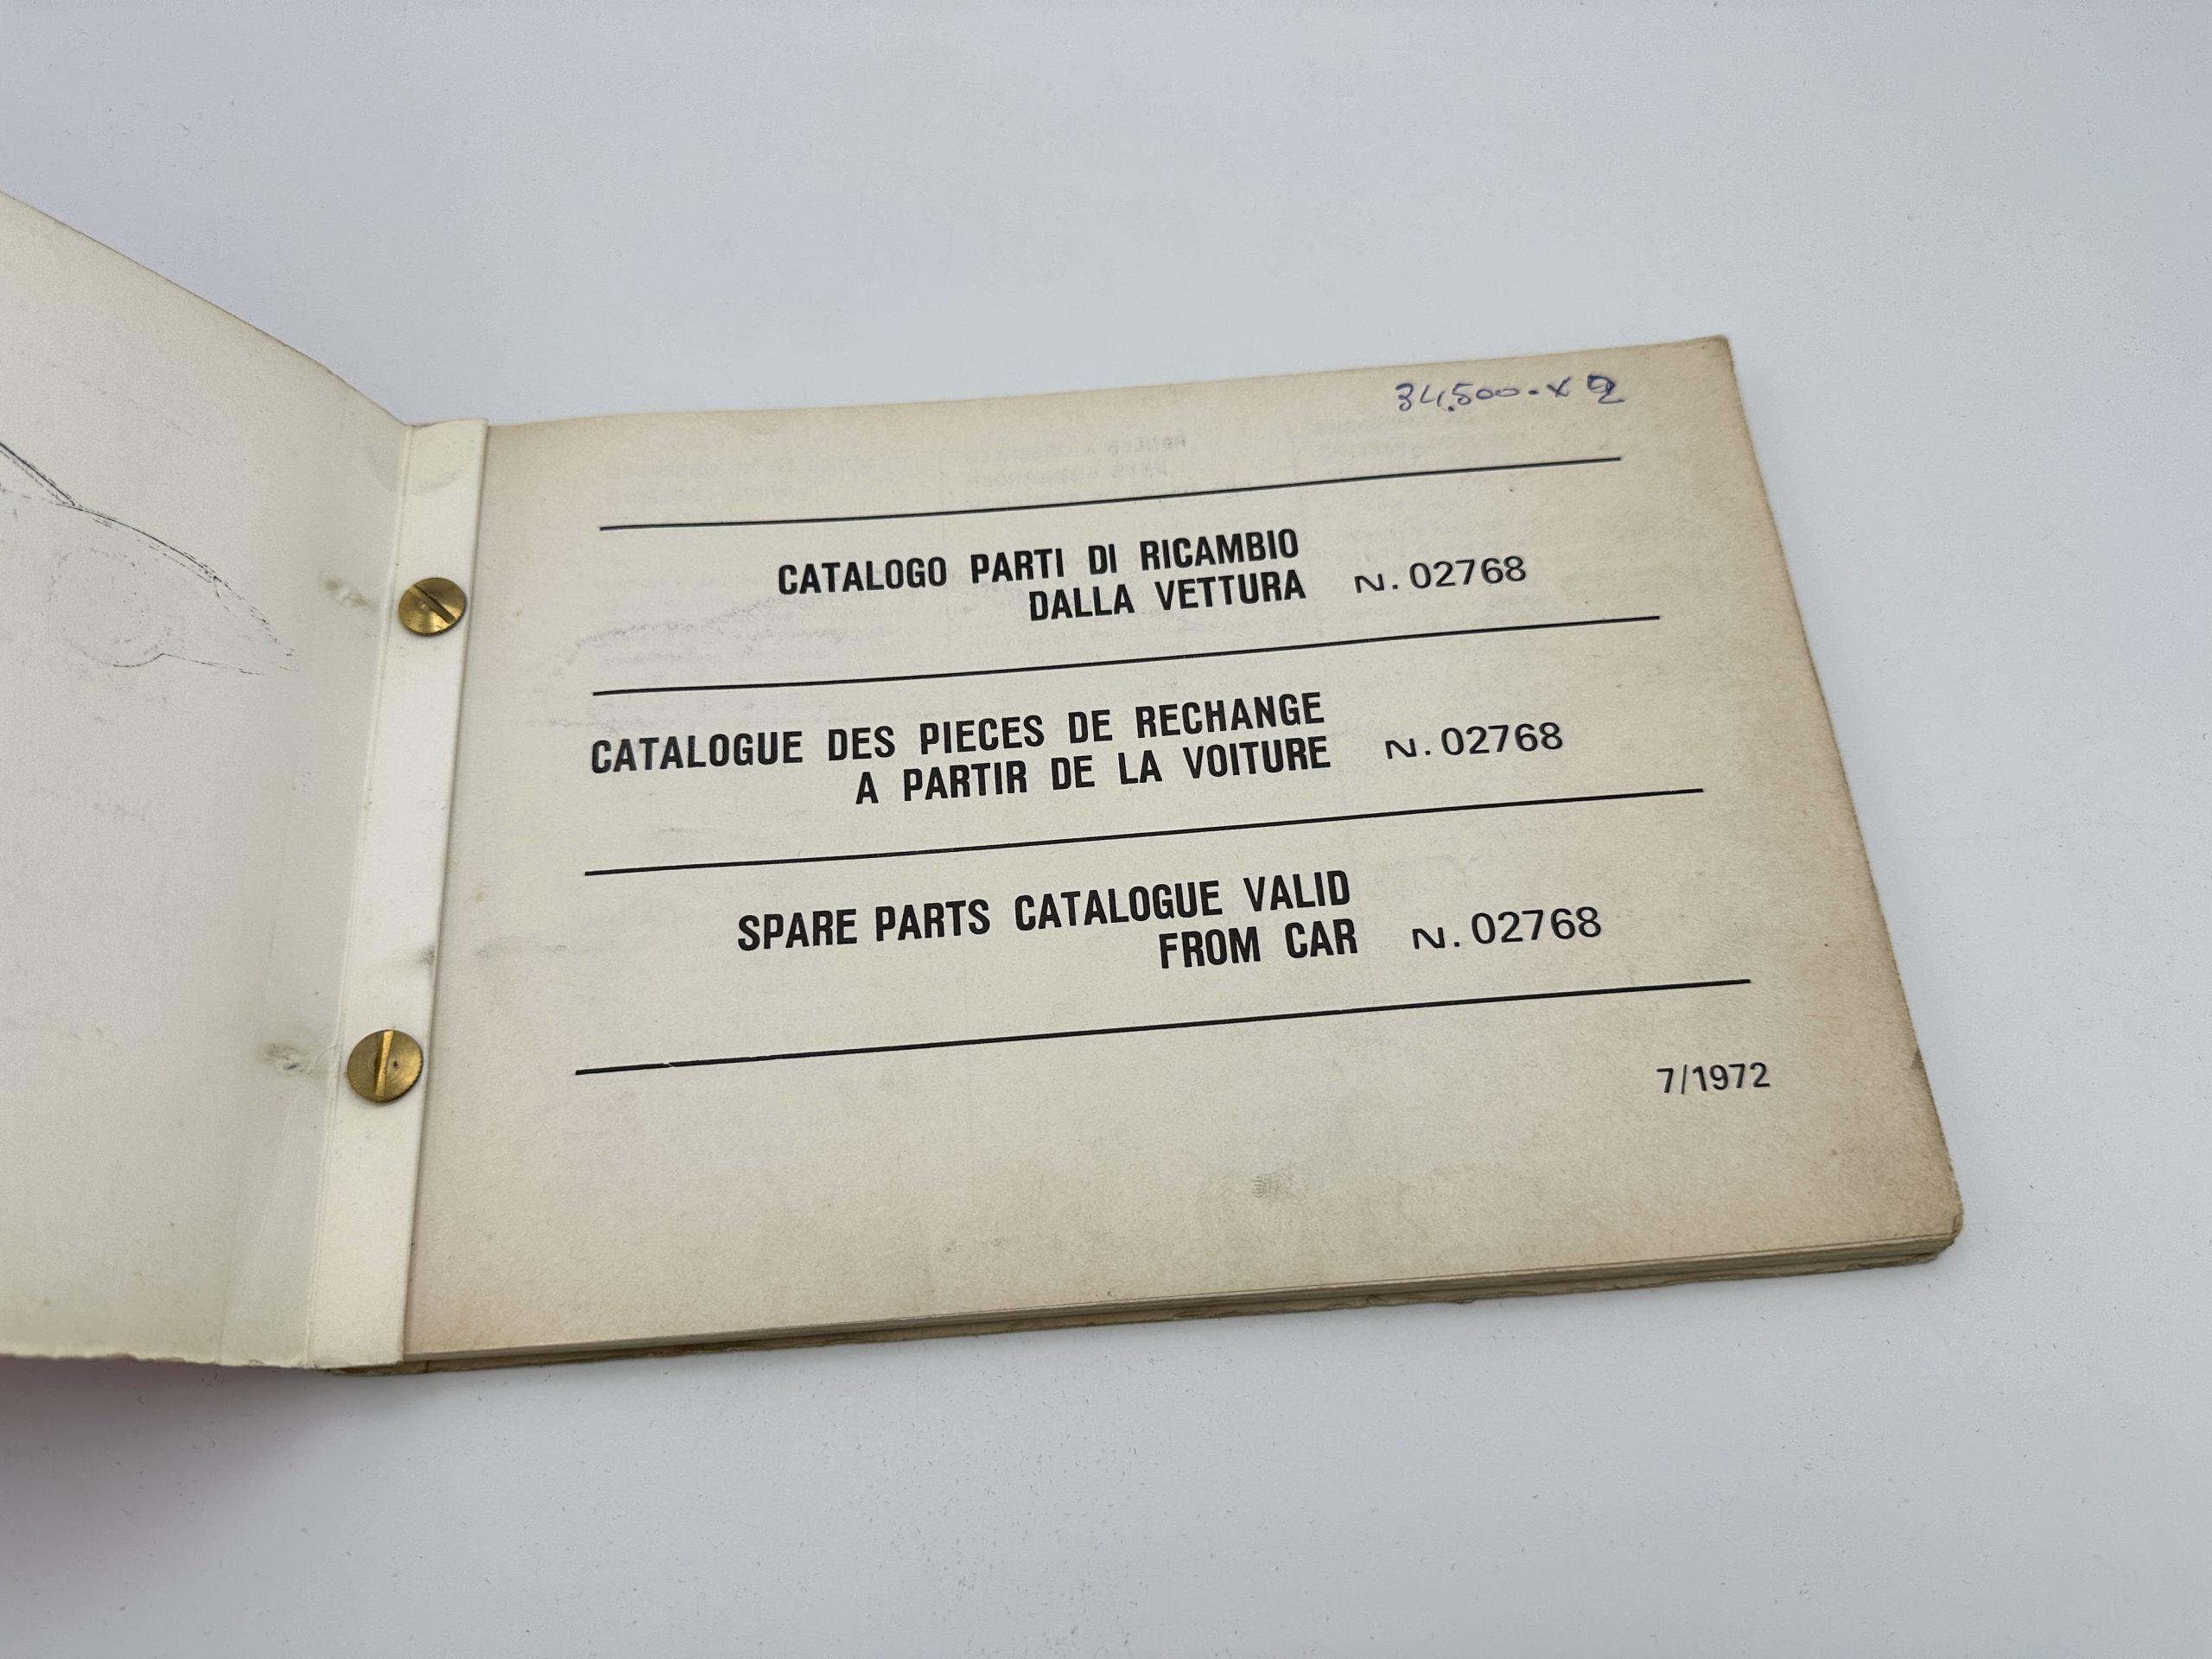 34.500.-x
CATALOGO PARTI DI RICAMBIO
DALLA VETTURA N. 02768
CATALOGUE DES PIECES DE RECHANGE
A PARTIR DE LA VOITURE N. 02768
SPARE PARTS CATALOGUE VALID
FROM CAR N. 02768
7/1972